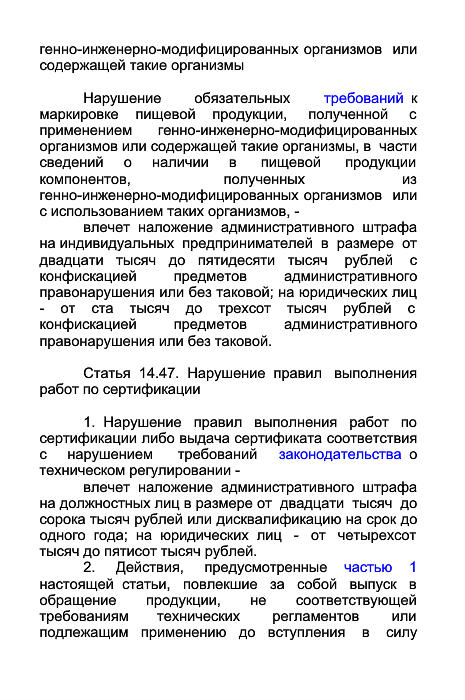 генно-инженерно-модифицированных организмов или
содержащей такие организмы
Нарушение обязательных требований к
маркировке пищевой продукции, полученной с
применением генно-инженерно-модифицированных
организмов или содержащей такие организмы, в части
сведений о наличии в пищевой продукции
компонентов, полученных из
генно-инженерно-модифицированных организмов или
с использованием таких организмов, -
влечет наложение административного штрафа
на индивидуальных предпринимателей в размере от
двадцати тысяч до пятидесяти тысяч рублей с
конфискацией предметов административного
правонарушения или без таковой; на юридических лиц
- от ста тысяч до трехсот тысяч рублей с
конфискацией предметов административного
правонарушения или без таковой.
Статья 14.47. Нарушение правил выполнения
работ по сертификации
1. Нарушение правил выполнения работ по
сертификации либо выдача сертификата соответствия
с нарушением требований законодательства о
техническом регулировании -
влечет наложение административного штрафа
на должностных лиц в размере от двадцати тысяч до
сорока тысяч рублей или дисквалификацию на срок до
одного года; на юридических лиц - от четырехсот
тысяч до пятисот тысяч рублей.
2. Действия, предусмотренные частью 1
настоящей статьи, повлекшие за собой выпуск в
обращение продукции, не соответствующей
требованиям технических регламентов или
подлежащим применению до вступления в силу